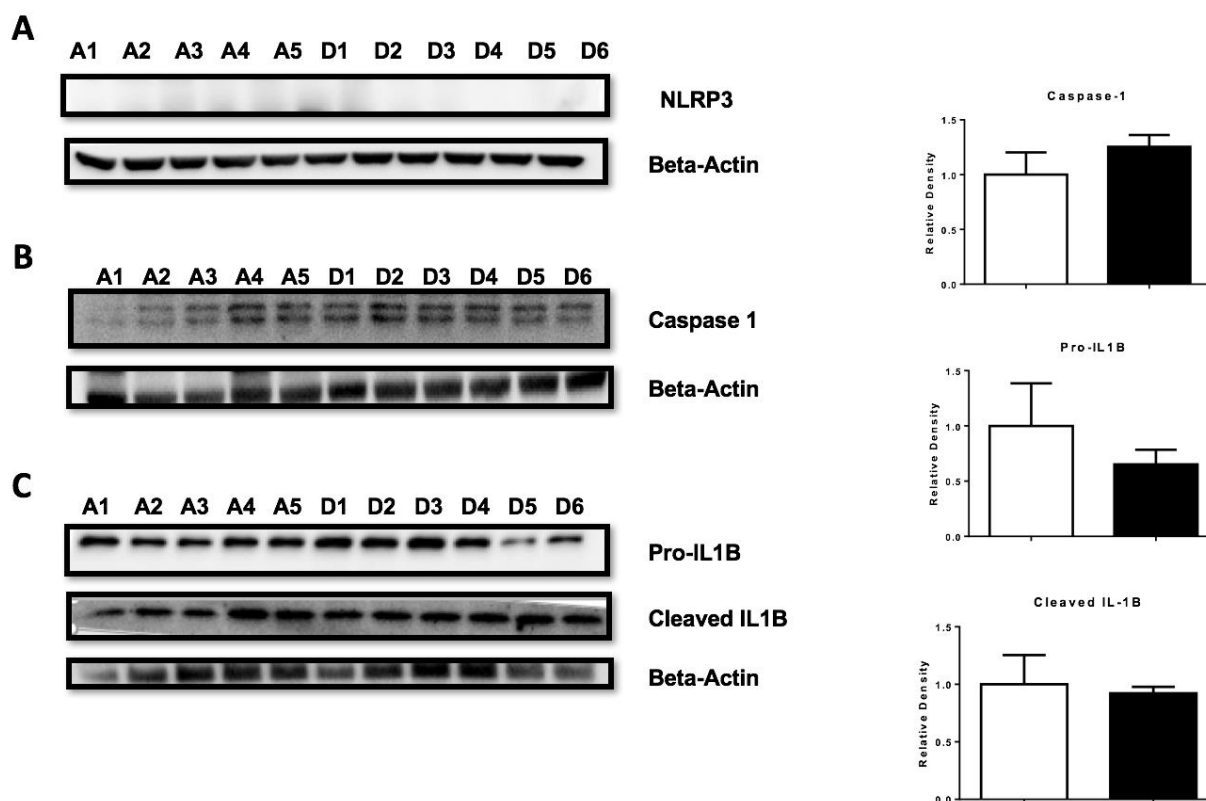 A
A1 A2 A3 A4 A5 D1 D2 D3 D4 D5 D6
NLRP3
Beta-Actin
B
A1 A2 A3 A4 A5 D1 D2 D3 D4 D5 D6
Caspase 1
Beta-Actin
C
A1 A2 A3 A4 A5 D1 D2 D3 D4 D5 D6
Pro-IL1B
Cleaved IL1B
Beta-Actin
Caspase-1
Relative Density
1.5
1.0
0.5
0.0
Pro-IL1B
Relative Density
1.5
1.0
0.5
0.0
Cleaved IL-1B
Relative Density
1.5
1.0
0.5
0.0